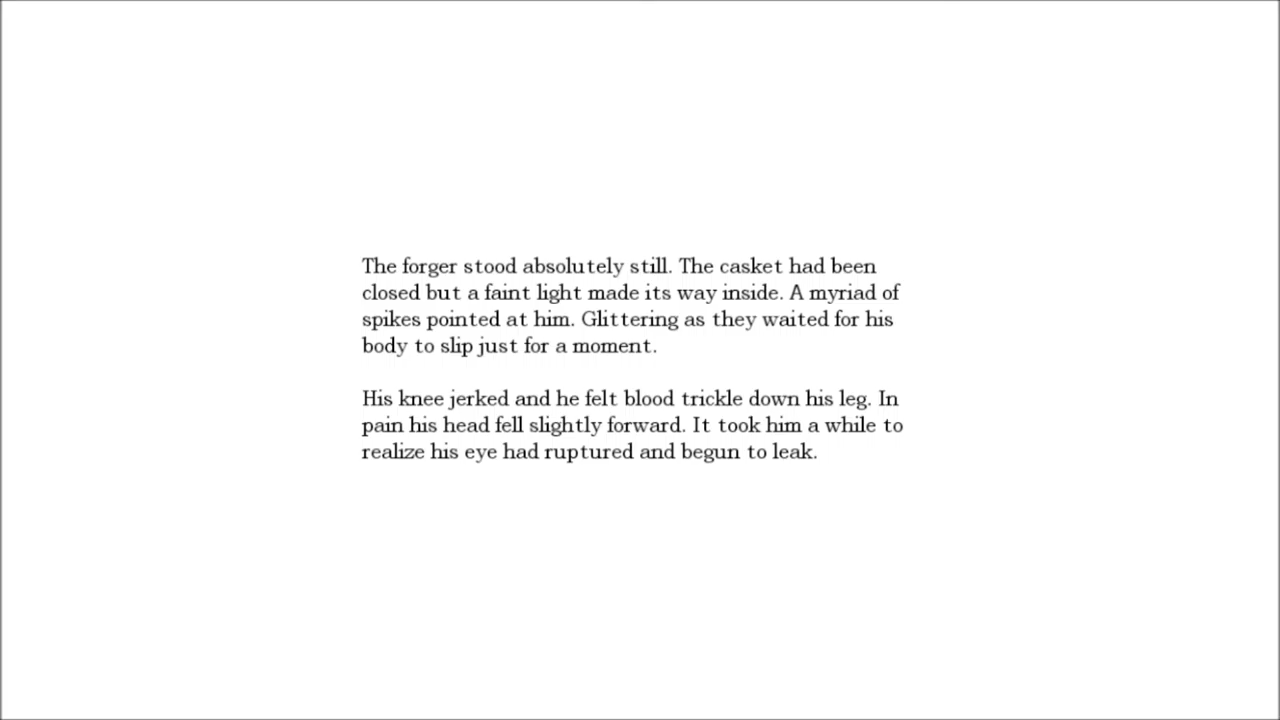 The forger stood absolutely still. The casket had been
closed but a faint light made its way inside. A myriad of
spikes pointed at him. Glittering as they waited for his
body to slip just for a moment.
His knee jerked and he felt blood trickle down his leg. In
pain his head fell slightly forward. It took him a while to
realize his eye had ruptured and begun to leak.